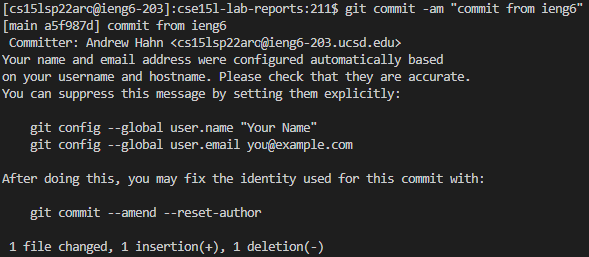 [cs15lsp22arc@ieng6-203]:cse15l-lab-reports:211$ git commit -am "commit from ieng6"
[main a5f987d] commit from ieng6
 Committer: Andrew Hahn <cs15lsp22arc@ieng6-203.ucsd.edu>
Your name and email address were configured automatically based
on your username and hostname. Please check that they are accurate.
You can suppress this message by setting them explicitly:

    git config --global user.name "Your Name"
    git config --global user.email you@example.com

After doing this, you may fix the identity used for this commit with:

    git commit --amend --reset-author

 1 file changed, 1 insertion(+), 1 deletion(-)